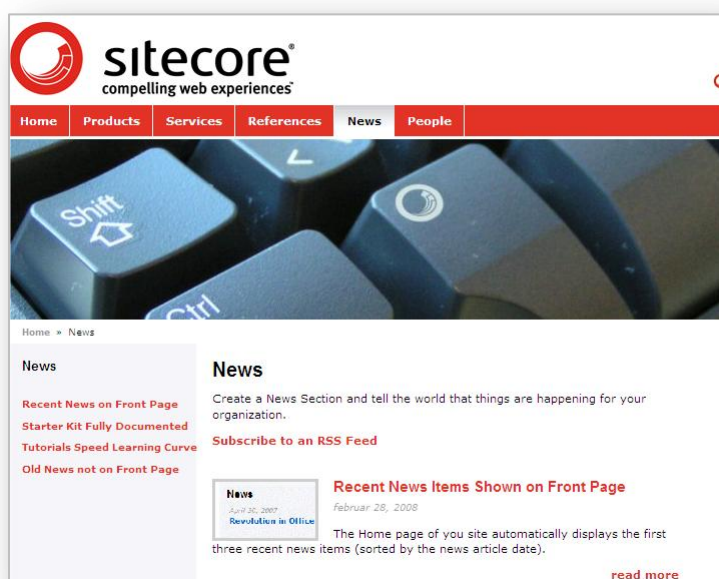 sitecore®
compelling web experiences™
Home Products Services References News People
Shift
Ctrl
Home » News
News
Recent News on Front Page
Starter Kit Fully Documented
Tutorials Speed Learning Curve
Old News not on Front Page
News
Create a News Section and tell the world that things are happening for your
organization.
Subscribe to an RSS Feed
News
April 30, 2007
Revolution in Office
Recent News Items Shown on Front Page
februar 28, 2008
The Home page of you site automatically displays the first
three recent news items (sorted by the news article date).
read more